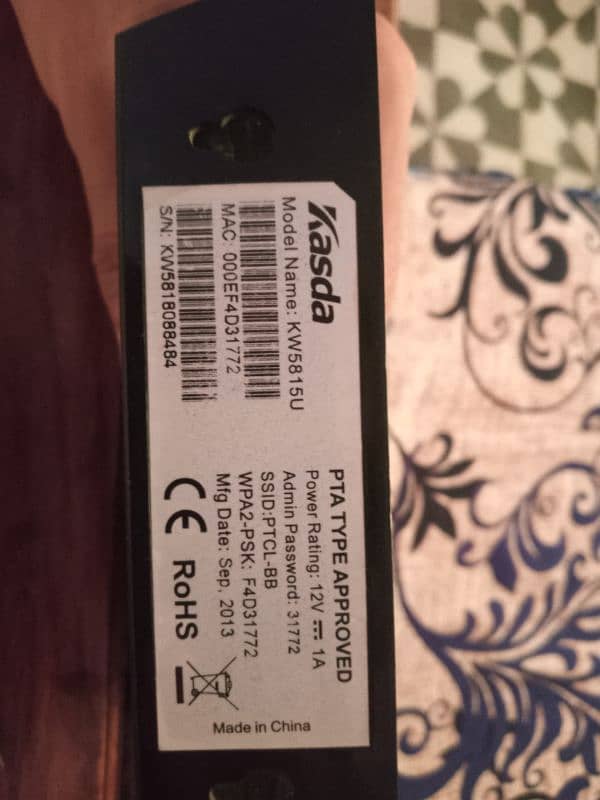 Kasda
Model Name: KW5815U
MAC: 000EF4D31772
S/N: KW5818088484
PTA TYPE APPROVED
Power Rating: 12V ⎓ 1A
Admin Password: 31772
SSID:PTCL-BB
WPA2-PSK: F4D31772
Mfg Date: Sep, 2013
CE RoHS
Made in China